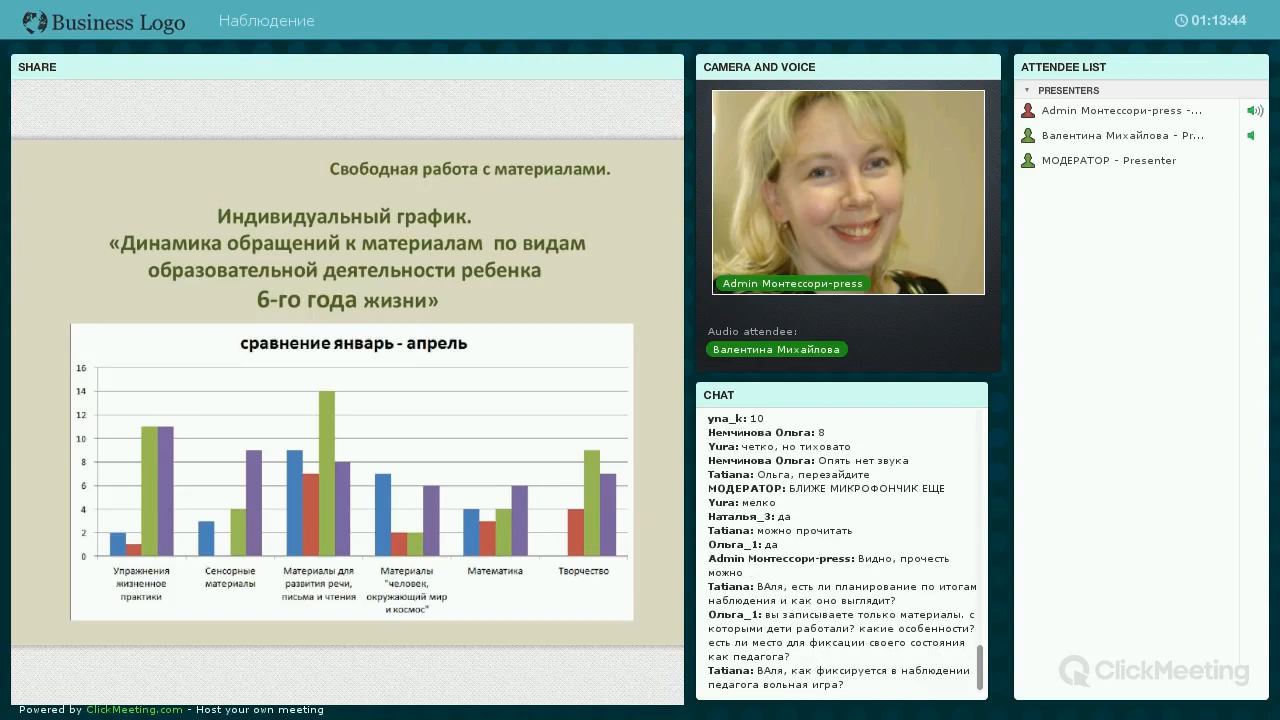 Business Logo
Наблюдение
01:13:44
SHARE
Свободная работа с материалами.
Индивидуальный график.
«Динамика обращений к материалам по видам
образовательной деятельности ребенка
6-го года жизни»
сравнение январь - апрель
16
14
12
10
8
6
4
2
0
Упражнения
жизненное
практики
Сенсорные
материалы
Материалы для
развития речи,
письма и чтения
Материалы
"человек,
окружающий мир
и космос"
Математика
Творчество
CAMERA AND VOICE
Admin Монтессори-press
Audio attendee:
Валентина Михайлова
CHAT
yna_k: 10
Немчинова Ольга: 8
Yura: четко, но тиховато
Немчинова Ольга: Опять нет звука
Tatiana: Ольга, перезайдите
МОДЕРАТОР: БЛИЖЕ МИКРОФОНЧИК ЕЩЕ
Yura: мелко
Наталья_3: да
Tatiana: можно прочитать
Ольга_1: да
Admin Монтессори-press: Видно, прочесть
можно
Tatiana: ВАля, есть ли планирование по итогам
наблюдения и как оно выглядит?
Ольга_1: вы записываете только материалы. с
которыми дети работали? какие особенности?
есть ли место для фиксации своего состояния
как педагога?
Tatiana: ВАля, как фиксируется в наблюдении
педагога вольная игра?
ATTENDEE LIST
PRESENTERS
Admin Монтессори-press -...
Валентина Михайлова - Pr...
МОДЕРАТОР - Presenter
ClickMeeting
Powered by ClickMeeting.com - Host your own meeting